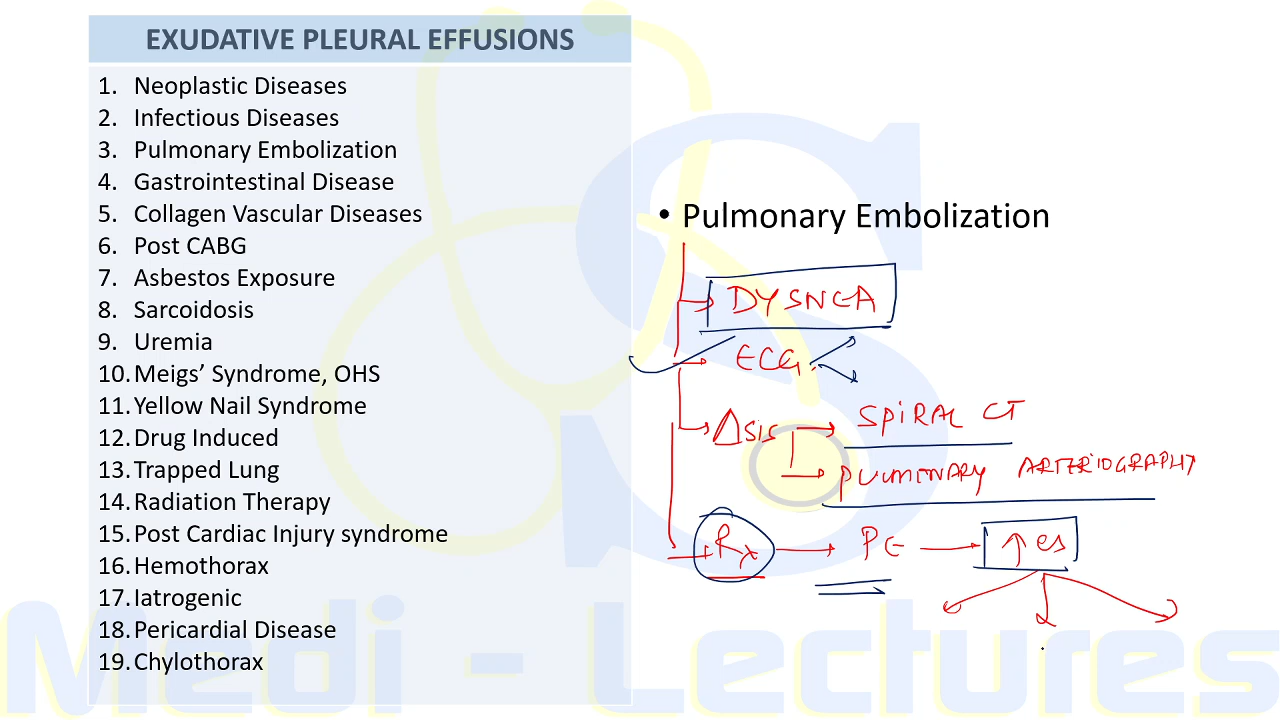 EXUDATIVE PLEURAL EFFUSIONS
1. Neoplastic Diseases
2. Infectious Diseases
3. Pulmonary Embolization
4. Gastrointestinal Disease
5. Collagen Vascular Diseases
6. Post CABG
7. Asbestos Exposure
8. Sarcoidosis
9. Uremia
10. Meigs’ Syndrome, OHS
11. Yellow Nail Syndrome
12. Drug Induced
13. Trapped Lung
14. Radiation Therapy
15. Post Cardiac Injury syndrome
16. Hemothorax
17. Iatrogenic
18. Pericardial Disease
19. Chylothorax
• Pulmonary Embolization
DYSNEA
ECG
Δsis → SPiRAL CT
→ PULMONARY ARTERIOGRAPHY
Rx → PE → ↑es
Medi - Lectures